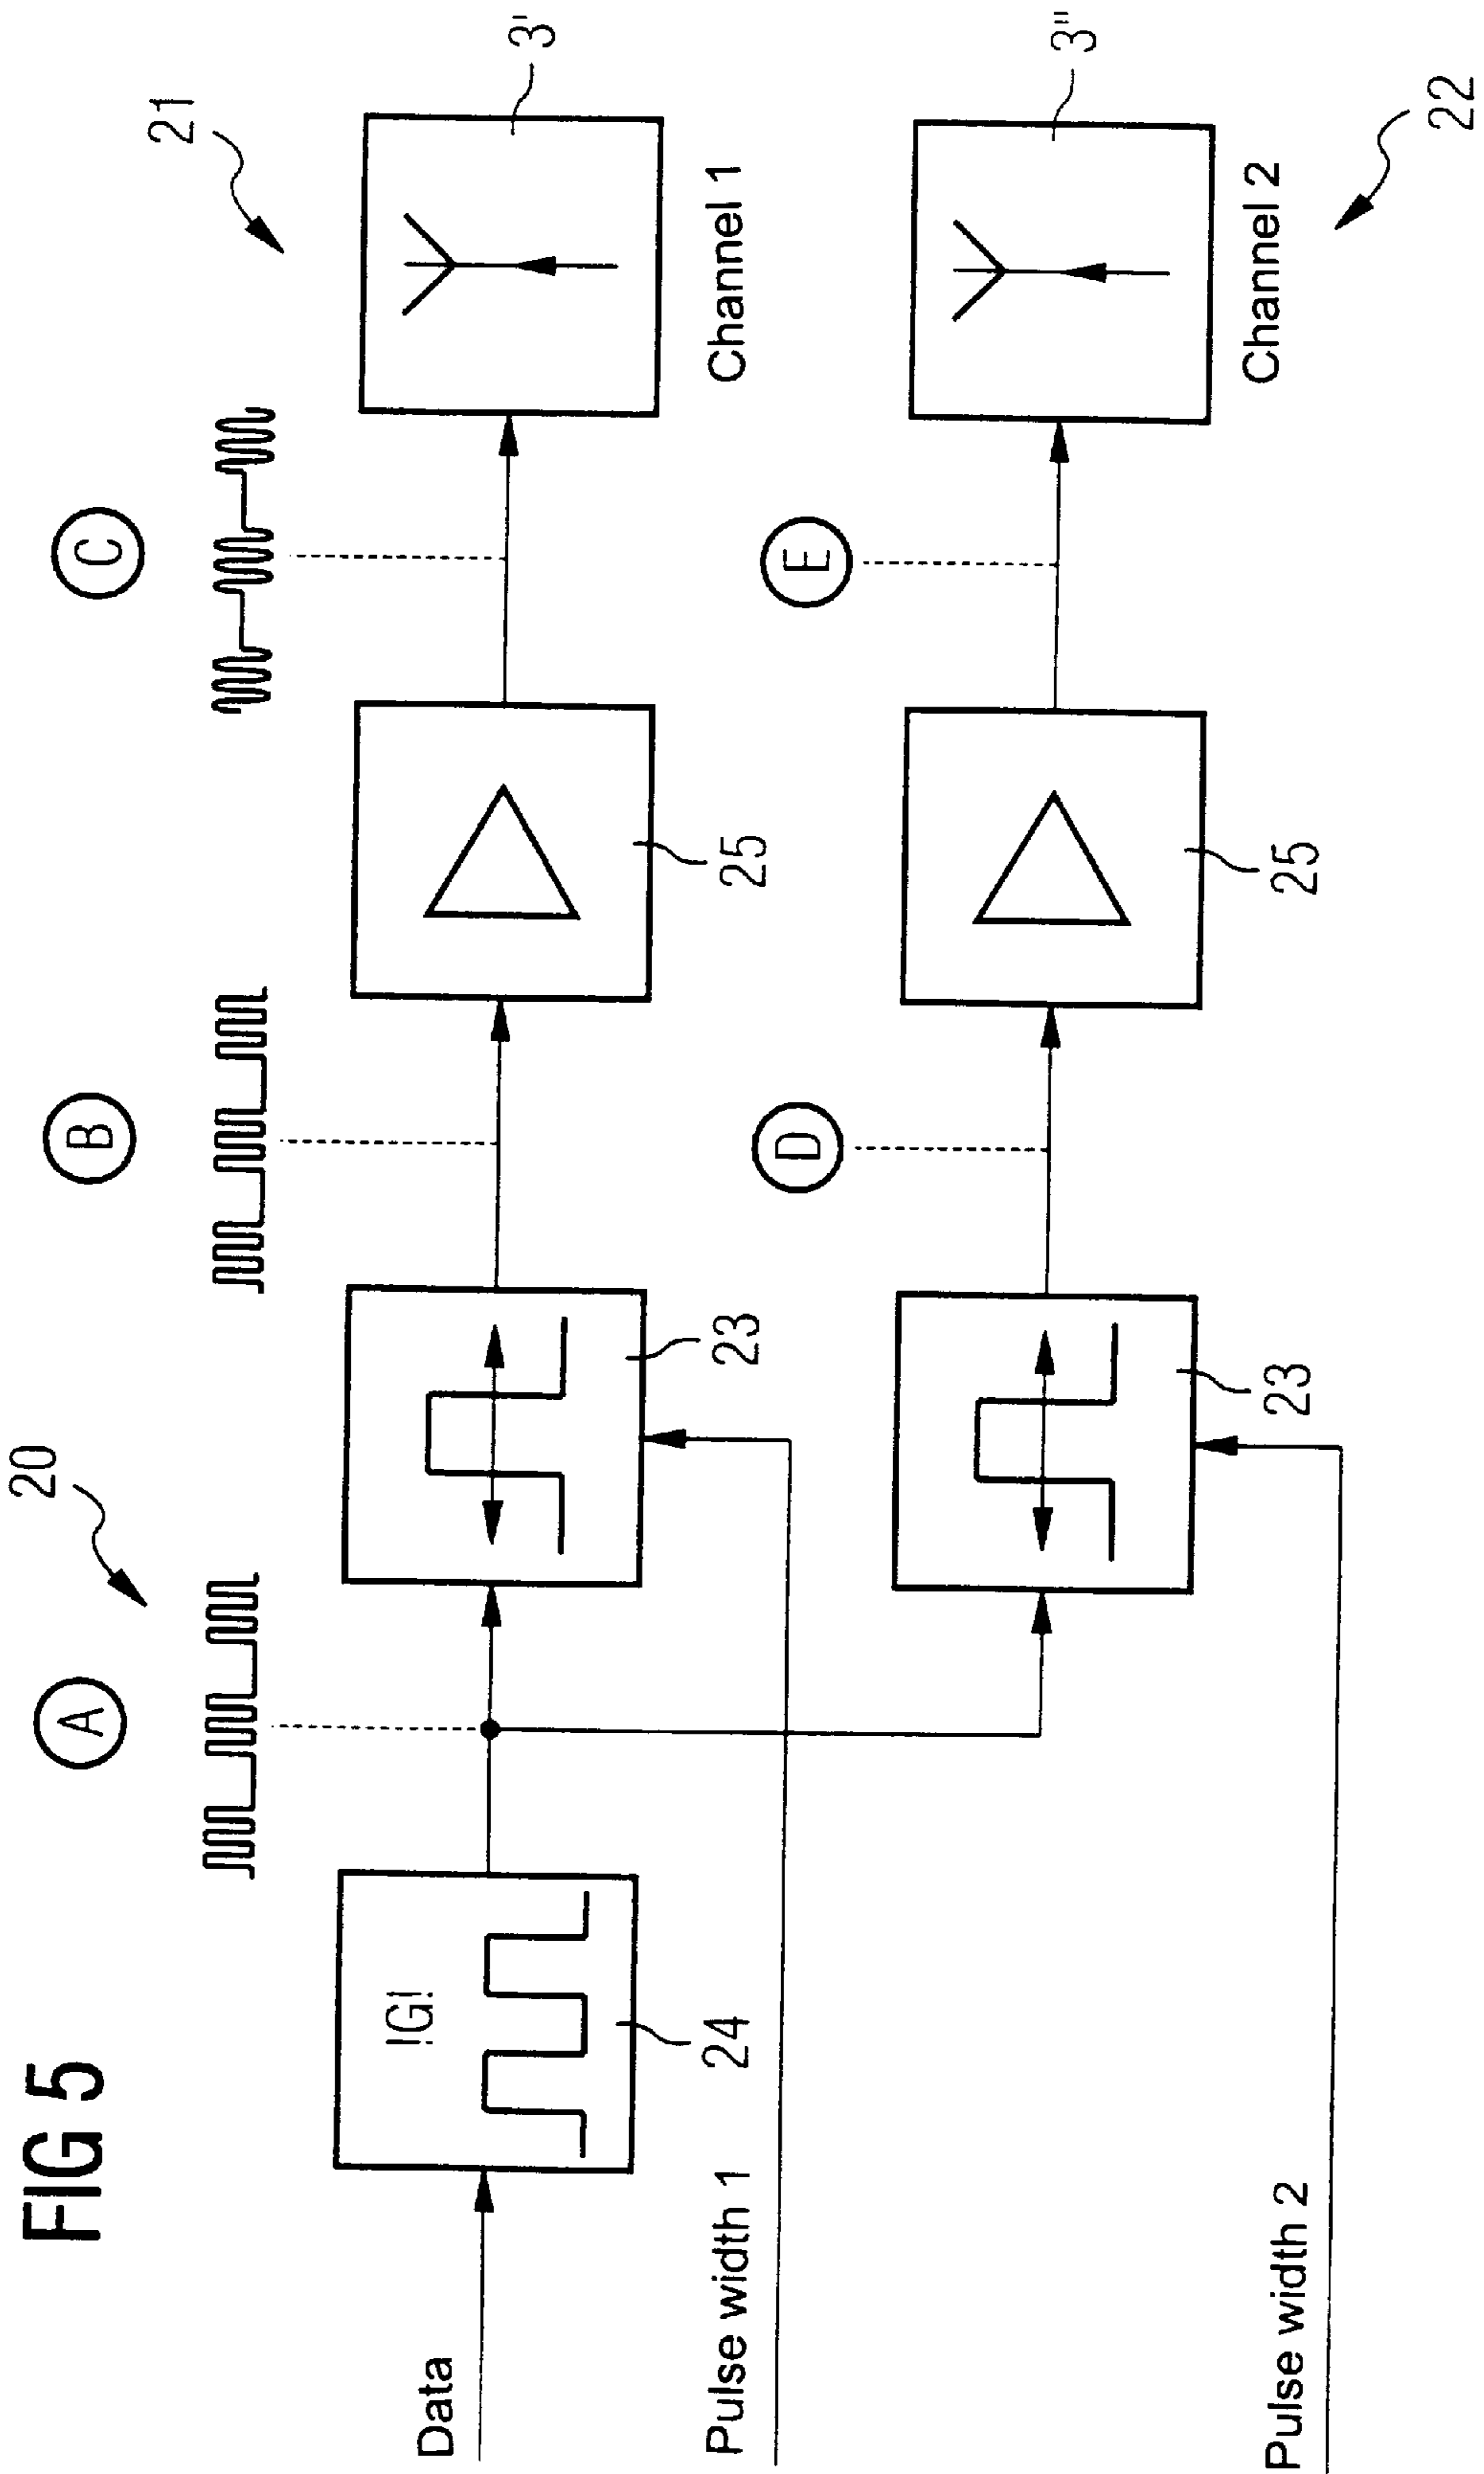 FIG 5
20
21
A
B
C
Data
!G!
24
23
25
3'
Pulse width 1
Channel 1
D
E
23
25
3"
Pulse width 2
Channel 2
22